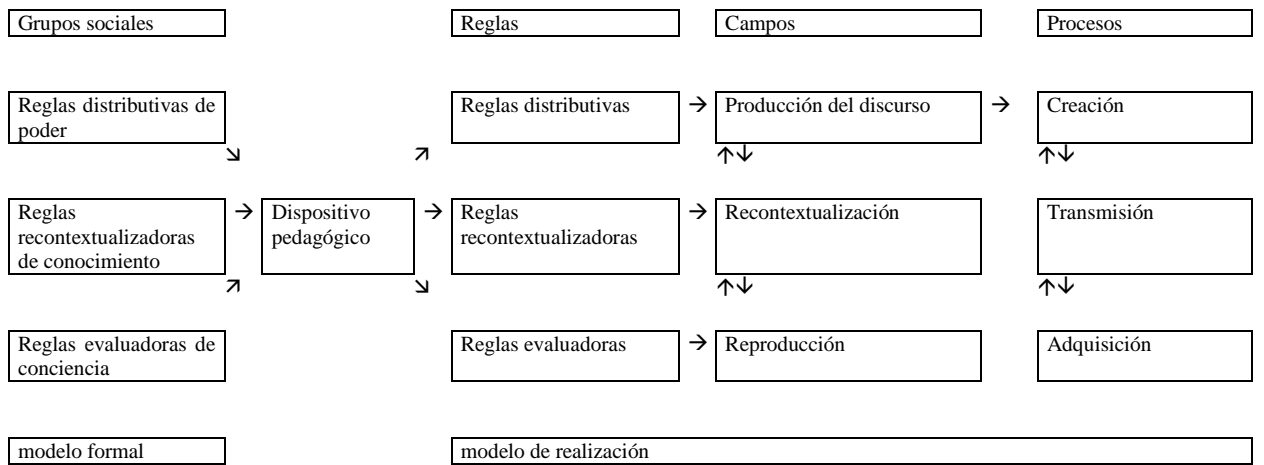 Grupos sociales
Reglas
Campos
Procesos
Reglas distributivas de
poder
Reglas distributivas
→
Producción del discurso
→
Creación
↘
↗
↑↓
↑↓
Reglas
recontextualizadoras
de conocimiento
→
Dispositivo
pedagógico
→
Reglas
recontextualizadoras
→
Recontextualización
Transmisión
↗
↘
↑↓
↑↓
Reglas evaluadoras de
conciencia
Reglas evaluadoras
→
Reproducción
Adquisición
modelo formal
modelo de realización